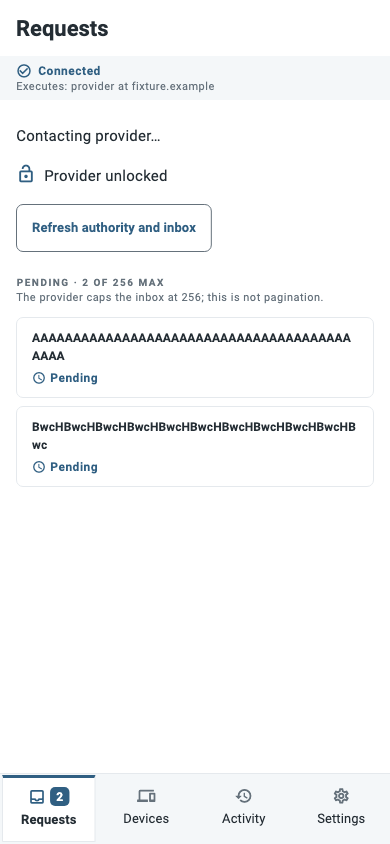 Requests
Connected
Executes: provider at fixture.example
Contacting provider…
Provider unlocked
Refresh authority and inbox
PENDING · 2 OF 256 MAX
The provider caps the inbox at 256; this is not pagination.
AAAAAAAAAAAAAAAAAAAAAAAAAAAAAAAAAAAAAAA
AAAA
Pending
BwcHBwcHBwcHBwcHBwcHBwcHBwcHBwcHBwcHBwcHB
wc
Pending
2
Requests
Devices
Activity
Settings